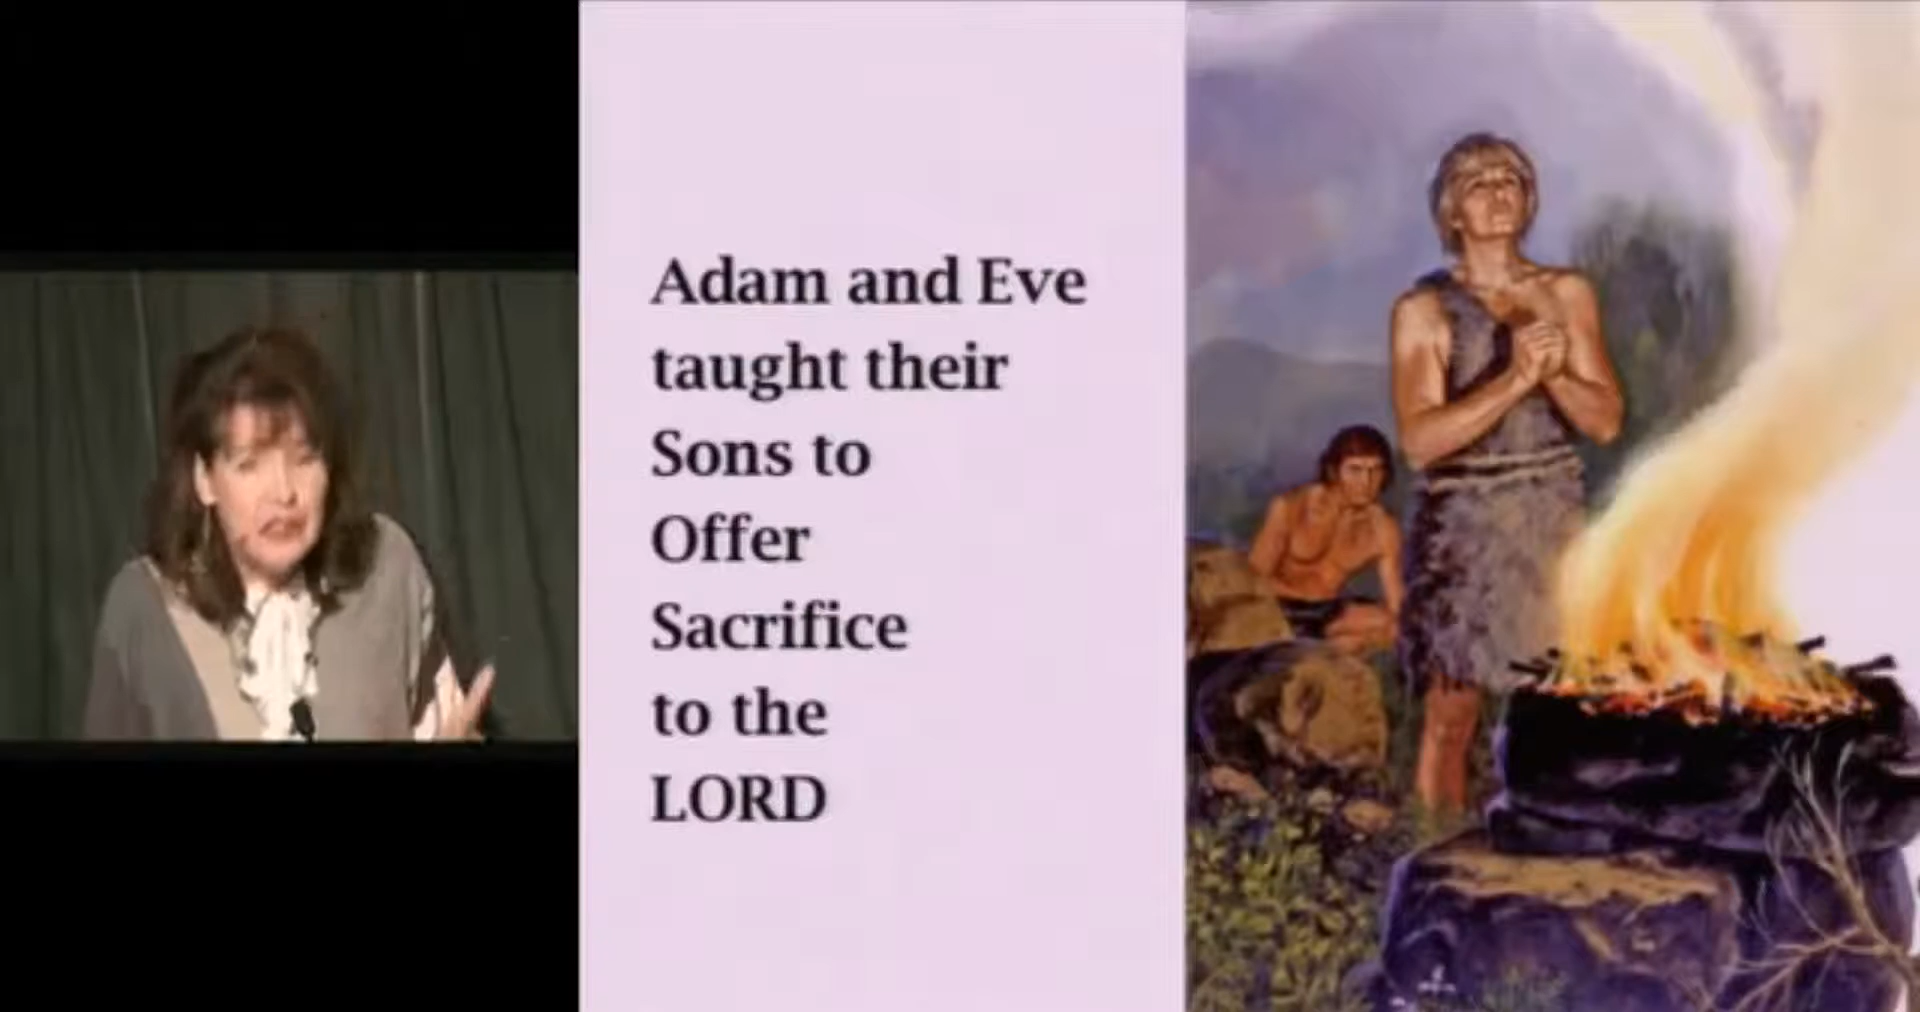 Adam and Eve
taught their
Sons to
Offer
Sacrifice
to the
LORD